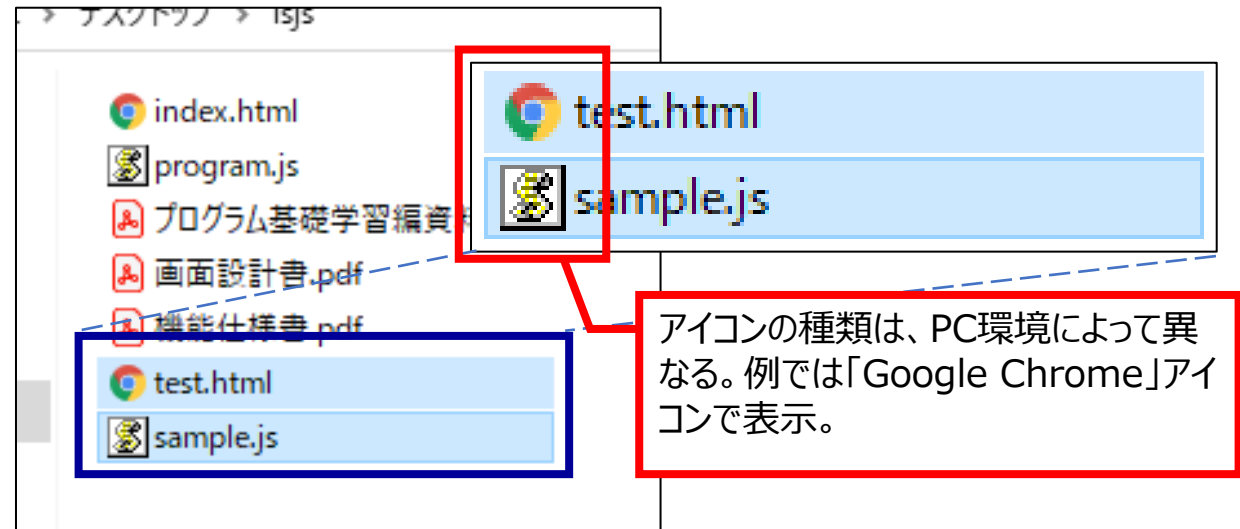 > デスクトップ > lsjs
index.html
program.js
プログラム基礎学習編資
画面設計書.pdf
機能仕様書.pdf
test.html
sample.js
test.html
sample.js
アイコンの種類は、PC環境によって異
なる。例では「Google Chrome」アイ
コンで表示。